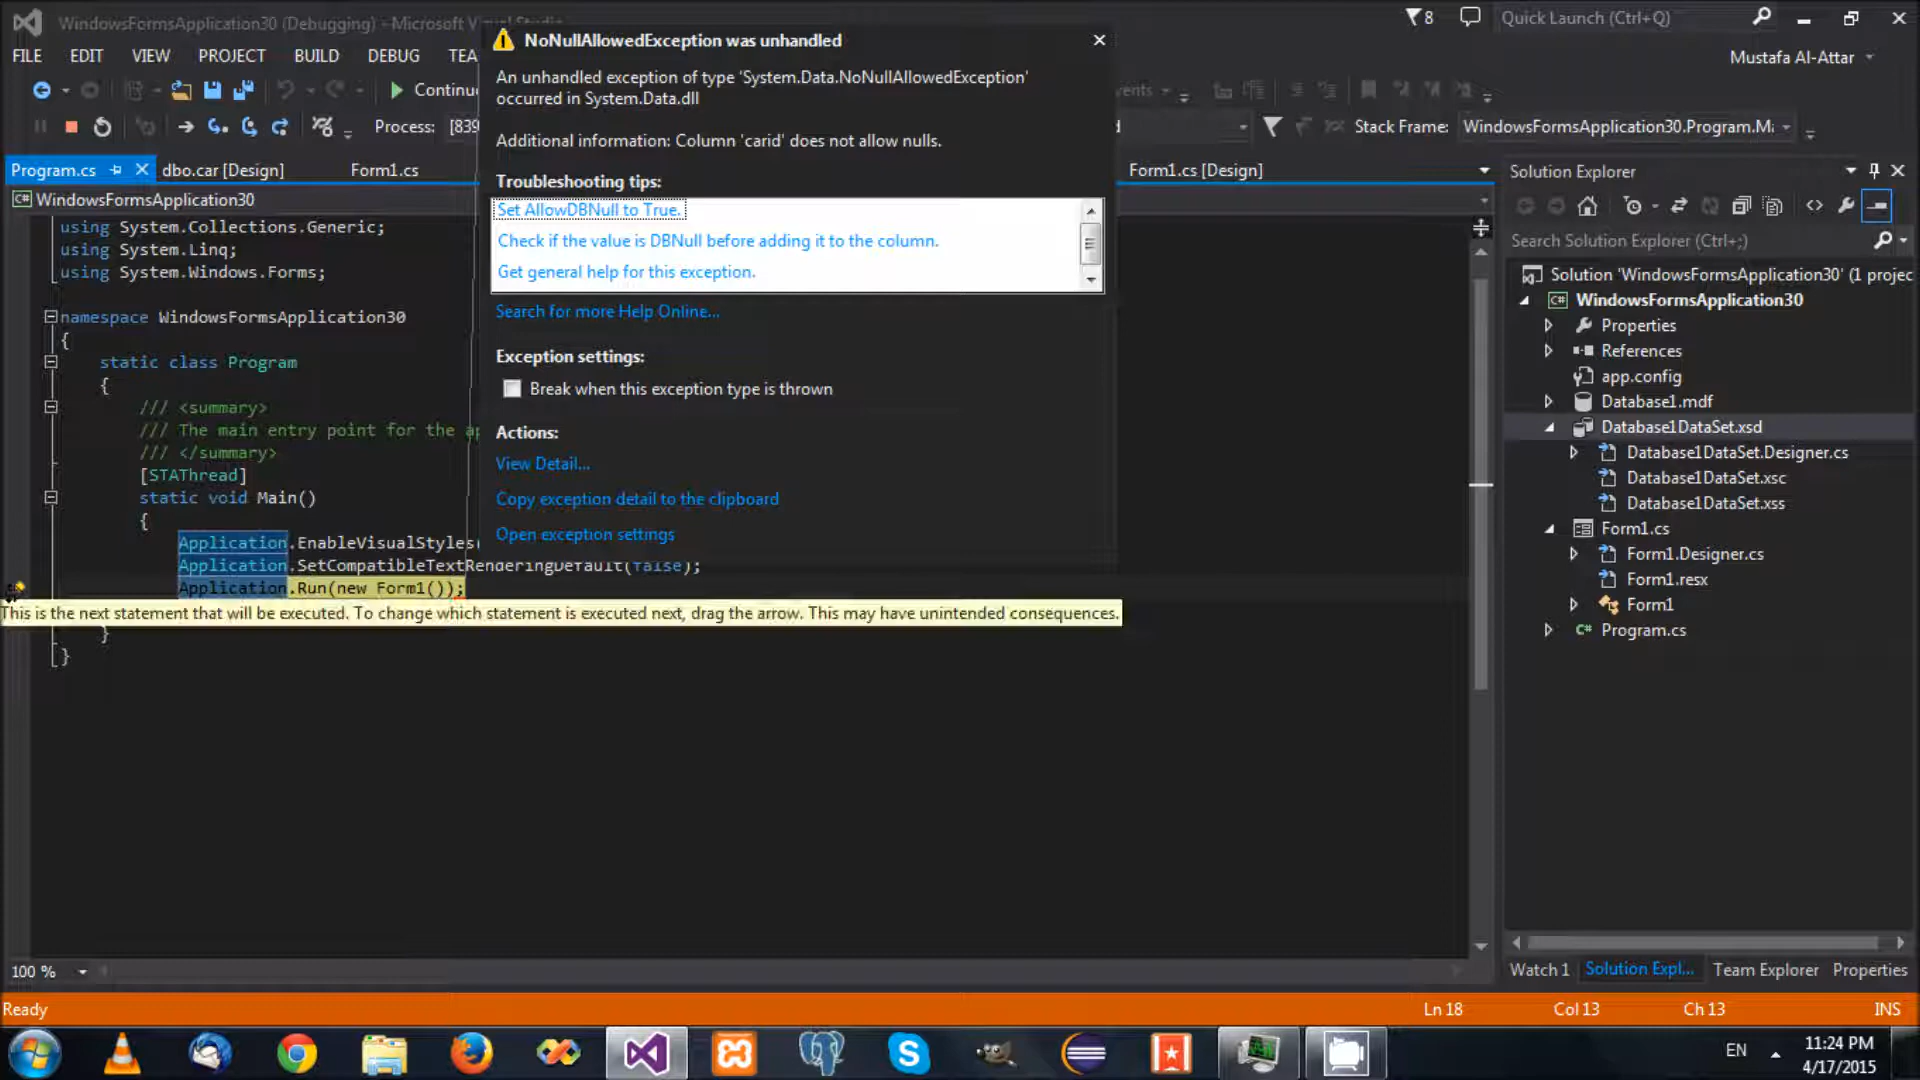 WindowsFormsApplication30 (Debugging) - Microsoft Visual Studio
8
Quick Launch (Ctrl+Q)
FILE EDIT VIEW PROJECT BUILD DEBUG TEA
Mustafa Al-Attar
Continu
Process: [839
Stack Frame: WindowsFormsApplication30.Program.M
Program.cs
dbo.car [Design]
Form1.cs
Form1.cs [Design]
WindowsFormsApplication30
using System.Collections.Generic;
using System.Linq;
using System.Windows.Forms;
namespace WindowsFormsApplication30
{
static class Program
{
/// <summary>
/// The main entry point for the ap
/// </summary>
[STAThread]
static void Main()
{
Application.EnableVisualStyles(
Application.SetCompatibleTextRenderingDefault(false);
Application.Run(new Form1());
This is the next statement that will be executed. To change which statement is executed next, drag the arrow. This may have unintended consequences.
}
}
NoNullAllowedException was unhandled
An unhandled exception of type 'System.Data.NoNullAllowedException'
occurred in System.Data.dll
Additional information: Column 'carid' does not allow nulls.
Troubleshooting tips:
Set AllowDBNull to True.
Check if the value is DBNull before adding it to the column.
Get general help for this exception.
Search for more Help Online...
Exception settings:
Break when this exception type is thrown
Actions:
View Detail...
Copy exception detail to the clipboard
Open exception settings
Solution Explorer
Search Solution Explorer (Ctrl+;)
Solution 'WindowsFormsApplication30' (1 projec
WindowsFormsApplication30
Properties
References
app.config
Database1.mdf
Database1DataSet.xsd
Database1DataSet.Designer.cs
Database1DataSet.xsc
Database1DataSet.xss
Form1.cs
Form1.Designer.cs
Form1.resx
Form1
Program.cs
100 %
Watch 1 Solution Expl... Team Explorer Properties
Ready
Ln 18 Col 13 Ch 13 INS
EN
11:24 PM
4/17/2015